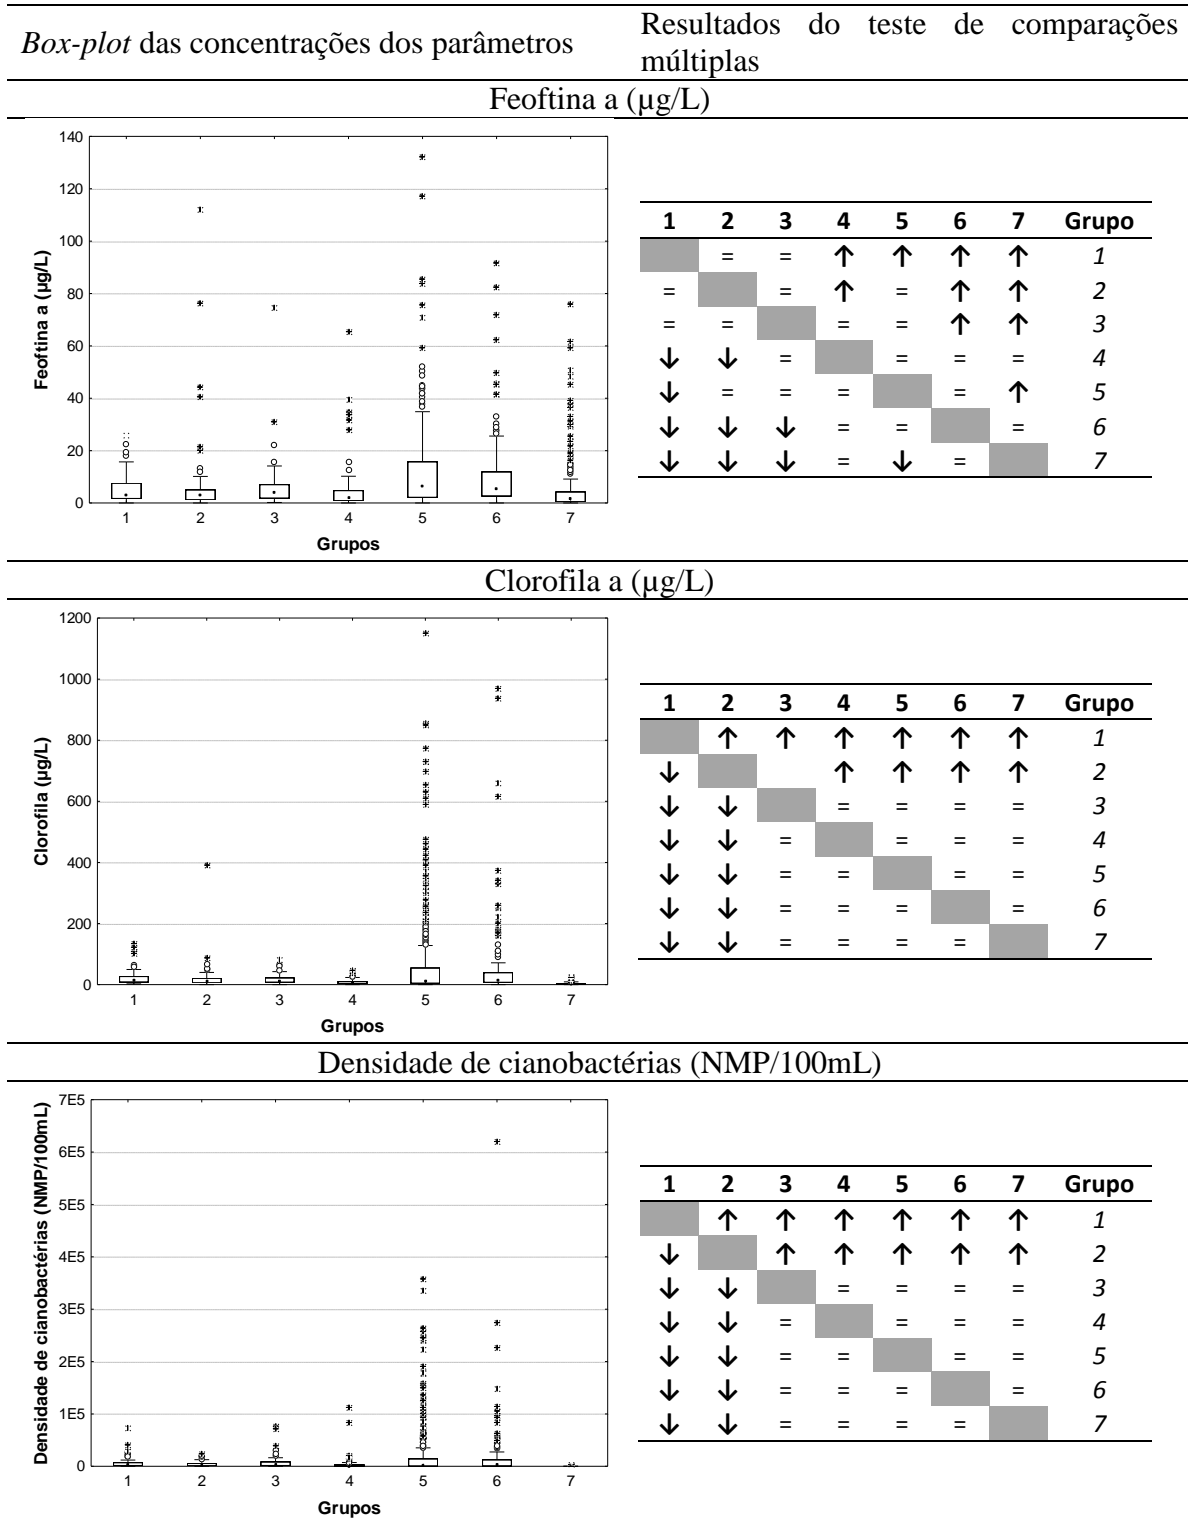 Box-plot das concentrações dos parâmetros
Resultados do teste de comparações
múltiplas
Feoftina a (µg/L)
140
120
100
80
60
40
20
0
Feoftina a (µg/L)
1 2 3 4 5 6 7
Grupos
1 2 3 4 5 6 7 Grupo
= = ↑ ↑ ↑ ↑ 1
= = ↑ = ↑ ↑ 2
= = = = ↑ ↑ 3
↓ ↓ = = = = 4
↓ = = = = ↑ 5
↓ ↓ ↓ = = = 6
↓ ↓ ↓ = ↓ = 7
Clorofila a (µg/L)
1200
1000
800
600
400
200
0
Clorofila (µg/L)
1 2 3 4 5 6 7
Grupos
1 2 3 4 5 6 7 Grupo
↑ ↑ ↑ ↑ ↑ ↑ 1
↓ ↑ ↑ ↑ ↑ 2
↓ ↓ = = = = 3
↓ ↓ = = = = 4
↓ ↓ = = = = 5
↓ ↓ = = = = 6
↓ ↓ = = = = 7
Densidade de cianobactérias (NMP/100mL)
7E5
6E5
5E5
4E5
3E5
2E5
1E5
0
Densidade de cianobactérias (NMP/100mL)
1 2 3 4 5 6 7
Grupos
1 2 3 4 5 6 7 Grupo
↑ ↑ ↑ ↑ ↑ ↑ 1
↓ ↑ ↑ ↑ ↑ ↑ 2
↓ ↓ = = = = 3
↓ ↓ = = = = 4
↓ ↓ = = = = 5
↓ ↓ = = = = 6
↓ ↓ = = = = 7